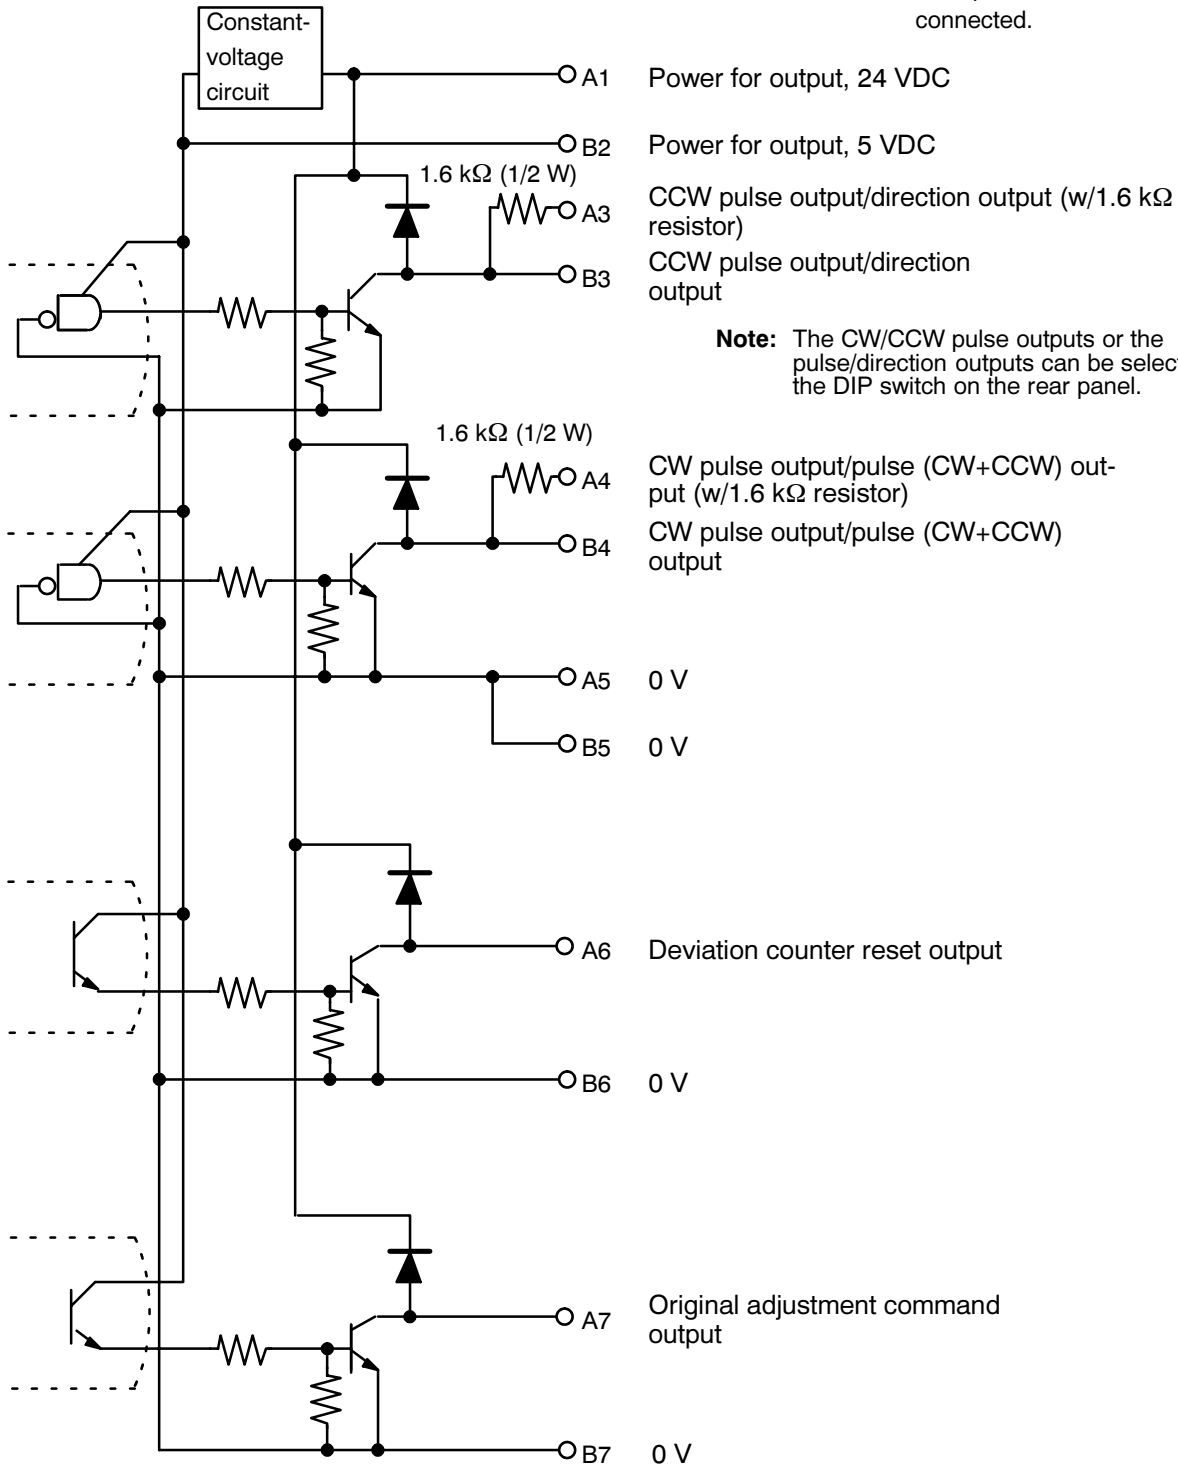 connected.
Constant-
voltage
circuit
A1 Power for output, 24 VDC
B2 Power for output, 5 VDC
1.6 kΩ (1/2 W)
A3 CCW pulse output/direction output (w/1.6 kΩ
resistor)
B3 CCW pulse output/direction
output
Note: The CW/CCW pulse outputs or the
pulse/direction outputs can be selec
the DIP switch on the rear panel.
1.6 kΩ (1/2 W)
A4 CW pulse output/pulse (CW+CCW) out-
put (w/1.6 kΩ resistor)
B4 CW pulse output/pulse (CW+CCW)
output
A5 0 V
B5 0 V
A6 Deviation counter reset output
B6 0 V
A7 Original adjustment command
output
B7 0 V